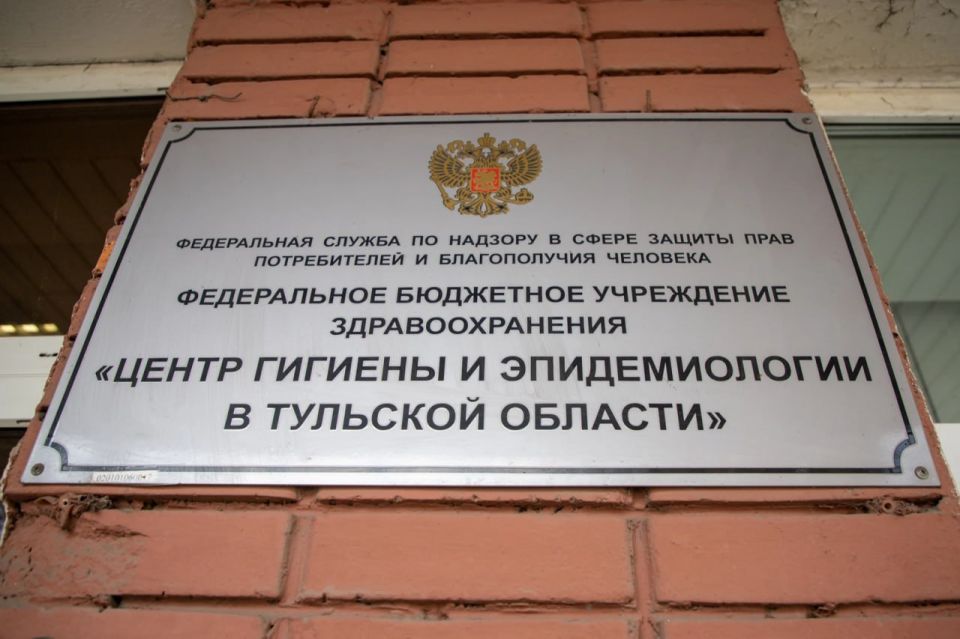 ФЕДЕРАЛЬНАЯ СЛУЖБА ПО НАДЗОРУ В СФЕРЕ ЗАЩИТЫ ПРАВ
ПОТРЕБИТЕЛЕЙ И БЛАГОПОЛУЧИЯ ЧЕЛОВЕКА
ФЕДЕРАЛЬНОЕ БЮДЖЕТНОЕ УЧРЕЖДЕНИЕ
ЗДРАВООХРАНЕНИЯ
«ЦЕНТР ГИГИЕНЫ И ЭПИДЕМИОЛОГИИ
В ТУЛЬСКОЙ ОБЛАСТИ»